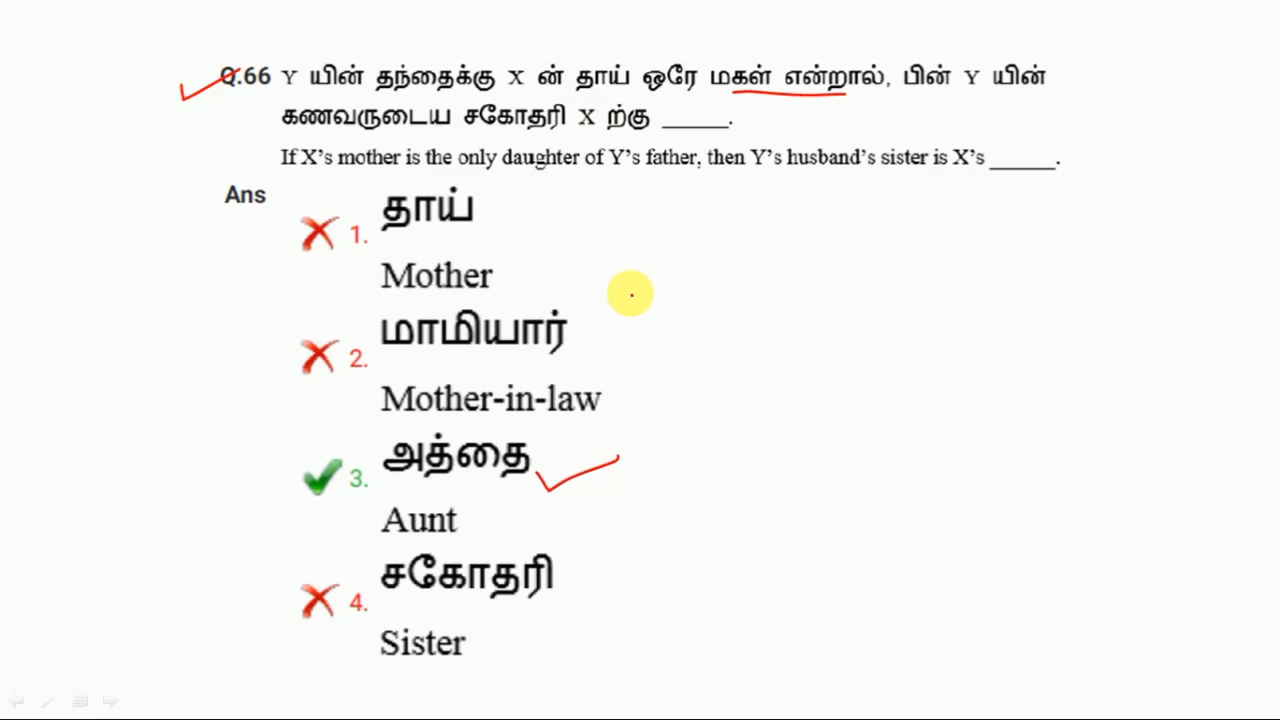 Q.66 Y யின் தந்தைக்கு X ன் தாய் ஒரே மகள் என்றால், பின் Y யின்
கணவருடைய சகோதரி X ற்கு _____.
If X's mother is the only daughter of Y's father, then Y's husband's sister is X's ______.
Ans
1. தாய்
Mother
2. மாமியார்
Mother-in-law
3. அத்தை
Aunt
4. சகோதரி
Sister